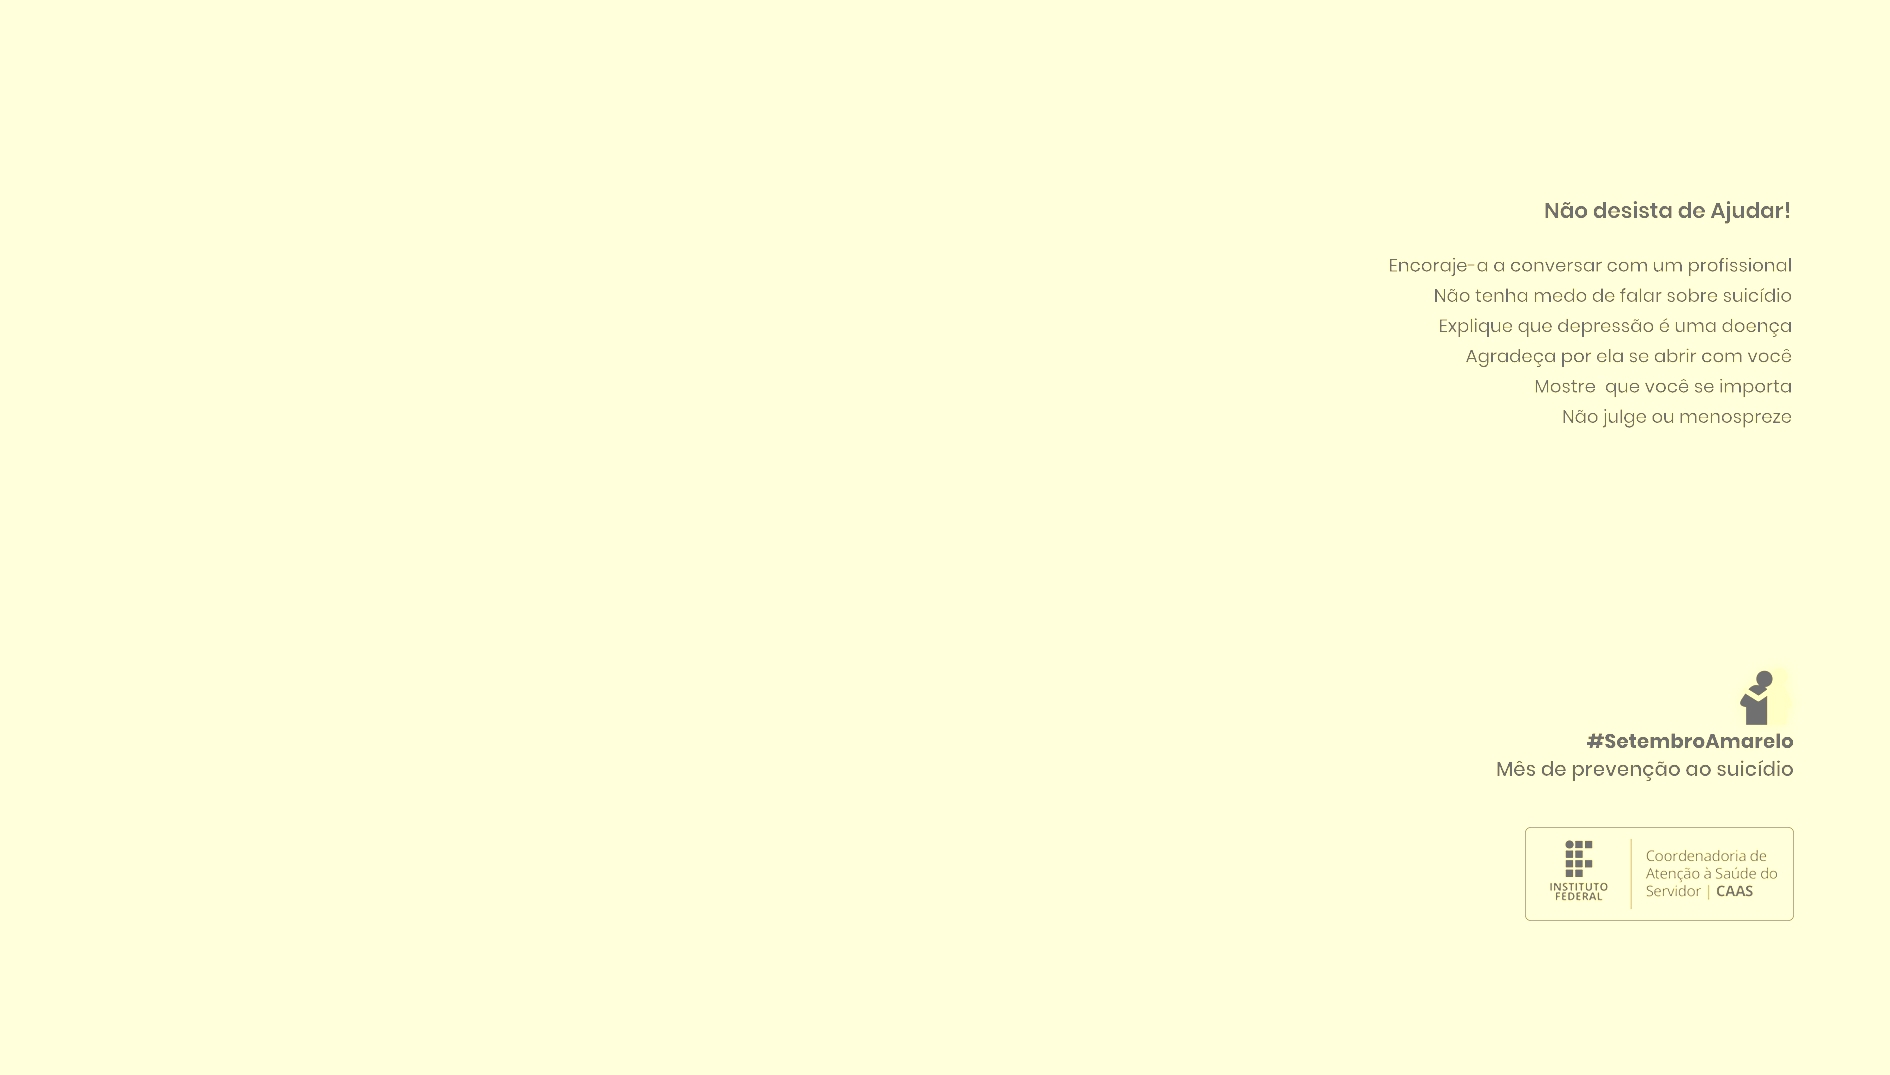 Não desista de Ajudar!
Encoraje-a a conversar com um profissional
Não tenha medo de falar sobre suicídio
Explique que depressão é uma doença
Agradeça por ela se abrir com você
Mostre  que você se importa
Não julge ou menospreze
#SetembroAmarelo
Mês de prevenção ao suicídio
INSTITUTO
FEDERAL
Coordenadoria de
Atenção à Saúde do
Servidor | CAAS